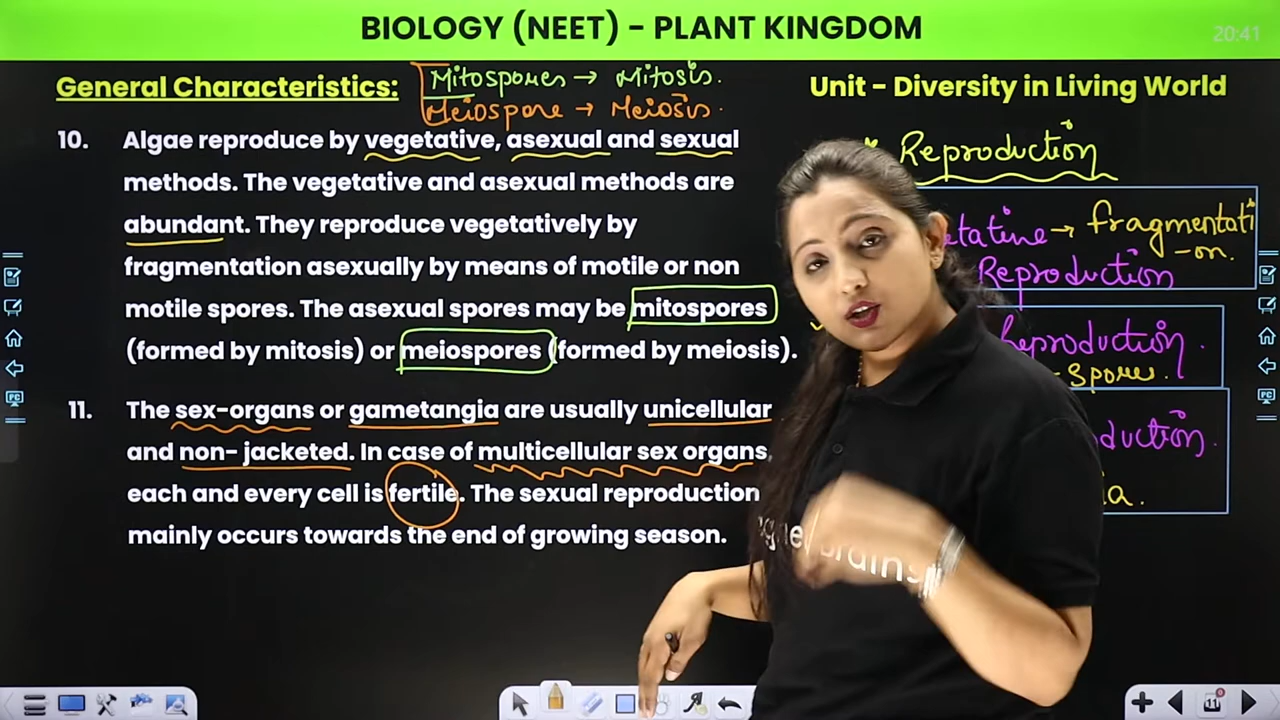 BIOLOGY (NEET) - PLANT KINGDOM
20:41
General Characteristics:
Mitospores → Mitosis.
Meiospore → Meiosis.
Unit - Diversity in Living World
10. Algae reproduce by vegetative, asexual and sexual
methods. The vegetative and asexual methods are
abundant. They reproduce vegetatively by
fragmentation asexually by means of motile or non
motile spores. The asexual spores may be mitospores
(formed by mitosis) or meiospores (formed by meiosis).
11. The sex-organs or gametangia are usually unicellular
and non- jacketed. In case of multicellular sex organs,
each and every cell is fertile. The sexual reproduction
mainly occurs towards the end of growing season.
Reproduction
→ fragmentati
-on.
Reproduction
Reproduction.
- Spore.
brains
PC
PC
11